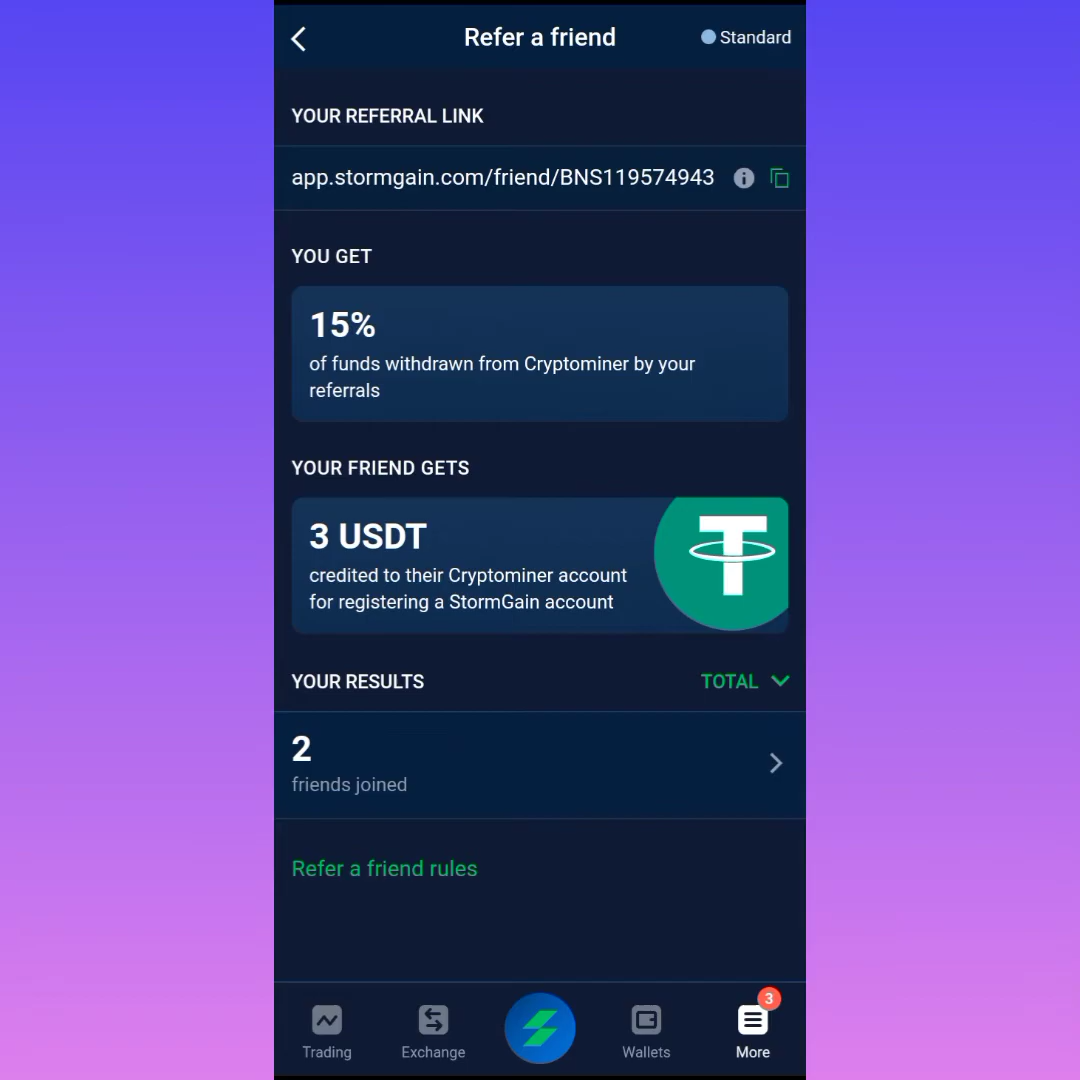 Refer a friend
Standard
YOUR REFERRAL LINK
app.stormgain.com/friend/BNS119574943
YOU GET
15%
of funds withdrawn from Cryptominer by your
referrals
YOUR FRIEND GETS
3 USDT
credited to their Cryptominer account
for registering a StormGain account
YOUR RESULTS
TOTAL
2
friends joined
Refer a friend rules
3
Trading
Exchange
Wallets
More